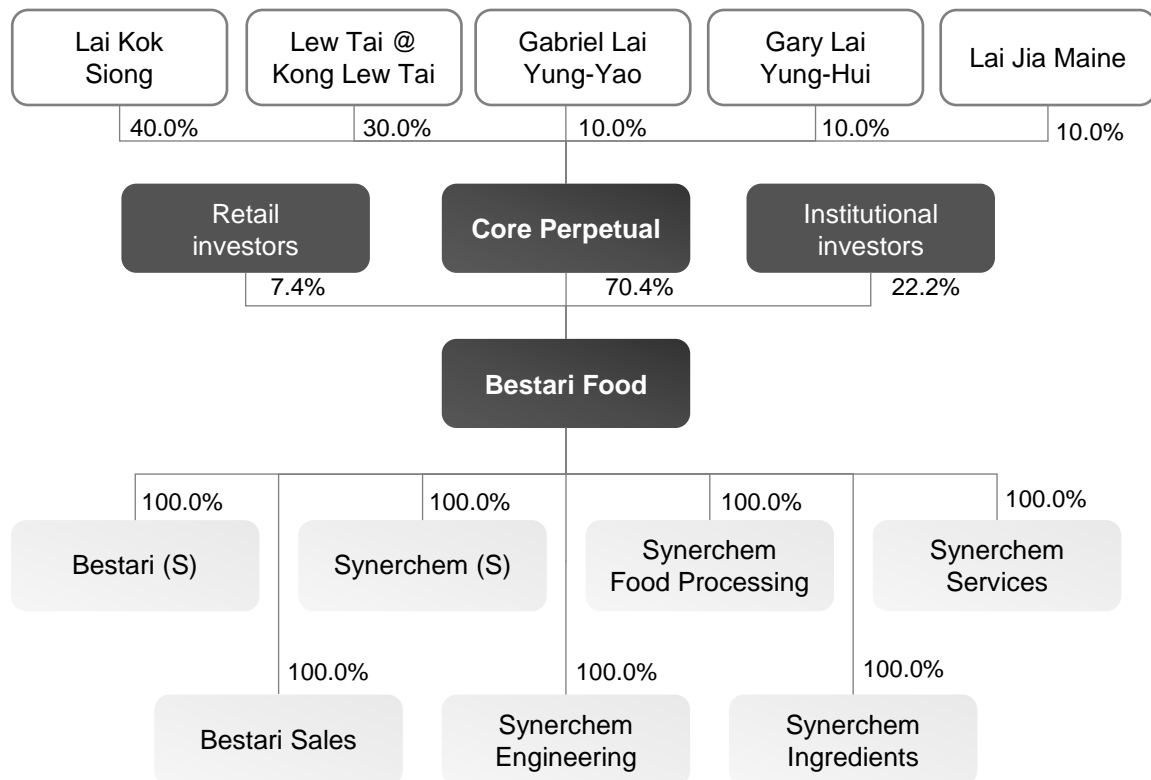 Lai Kok
Siong
Lew Tai @
Kong Lew Tai
Gabriel Lai
Yung-Yao
Gary Lai
Yung-Hui
Lai Jia Maine
40.0%
30.0%
10.0%
10.0%
10.0%
Retail
investors
Core Perpetual
Institutional
investors
7.4%
70.4%
22.2%
Bestari Food
100.0%
100.0%
100.0%
100.0%
Bestari (S)
Synerchem (S)
Synerchem
Food Processing
Synerchem
Services
100.0%
100.0%
100.0%
Bestari Sales
Synerchem
Engineering
Synerchem
Ingredients